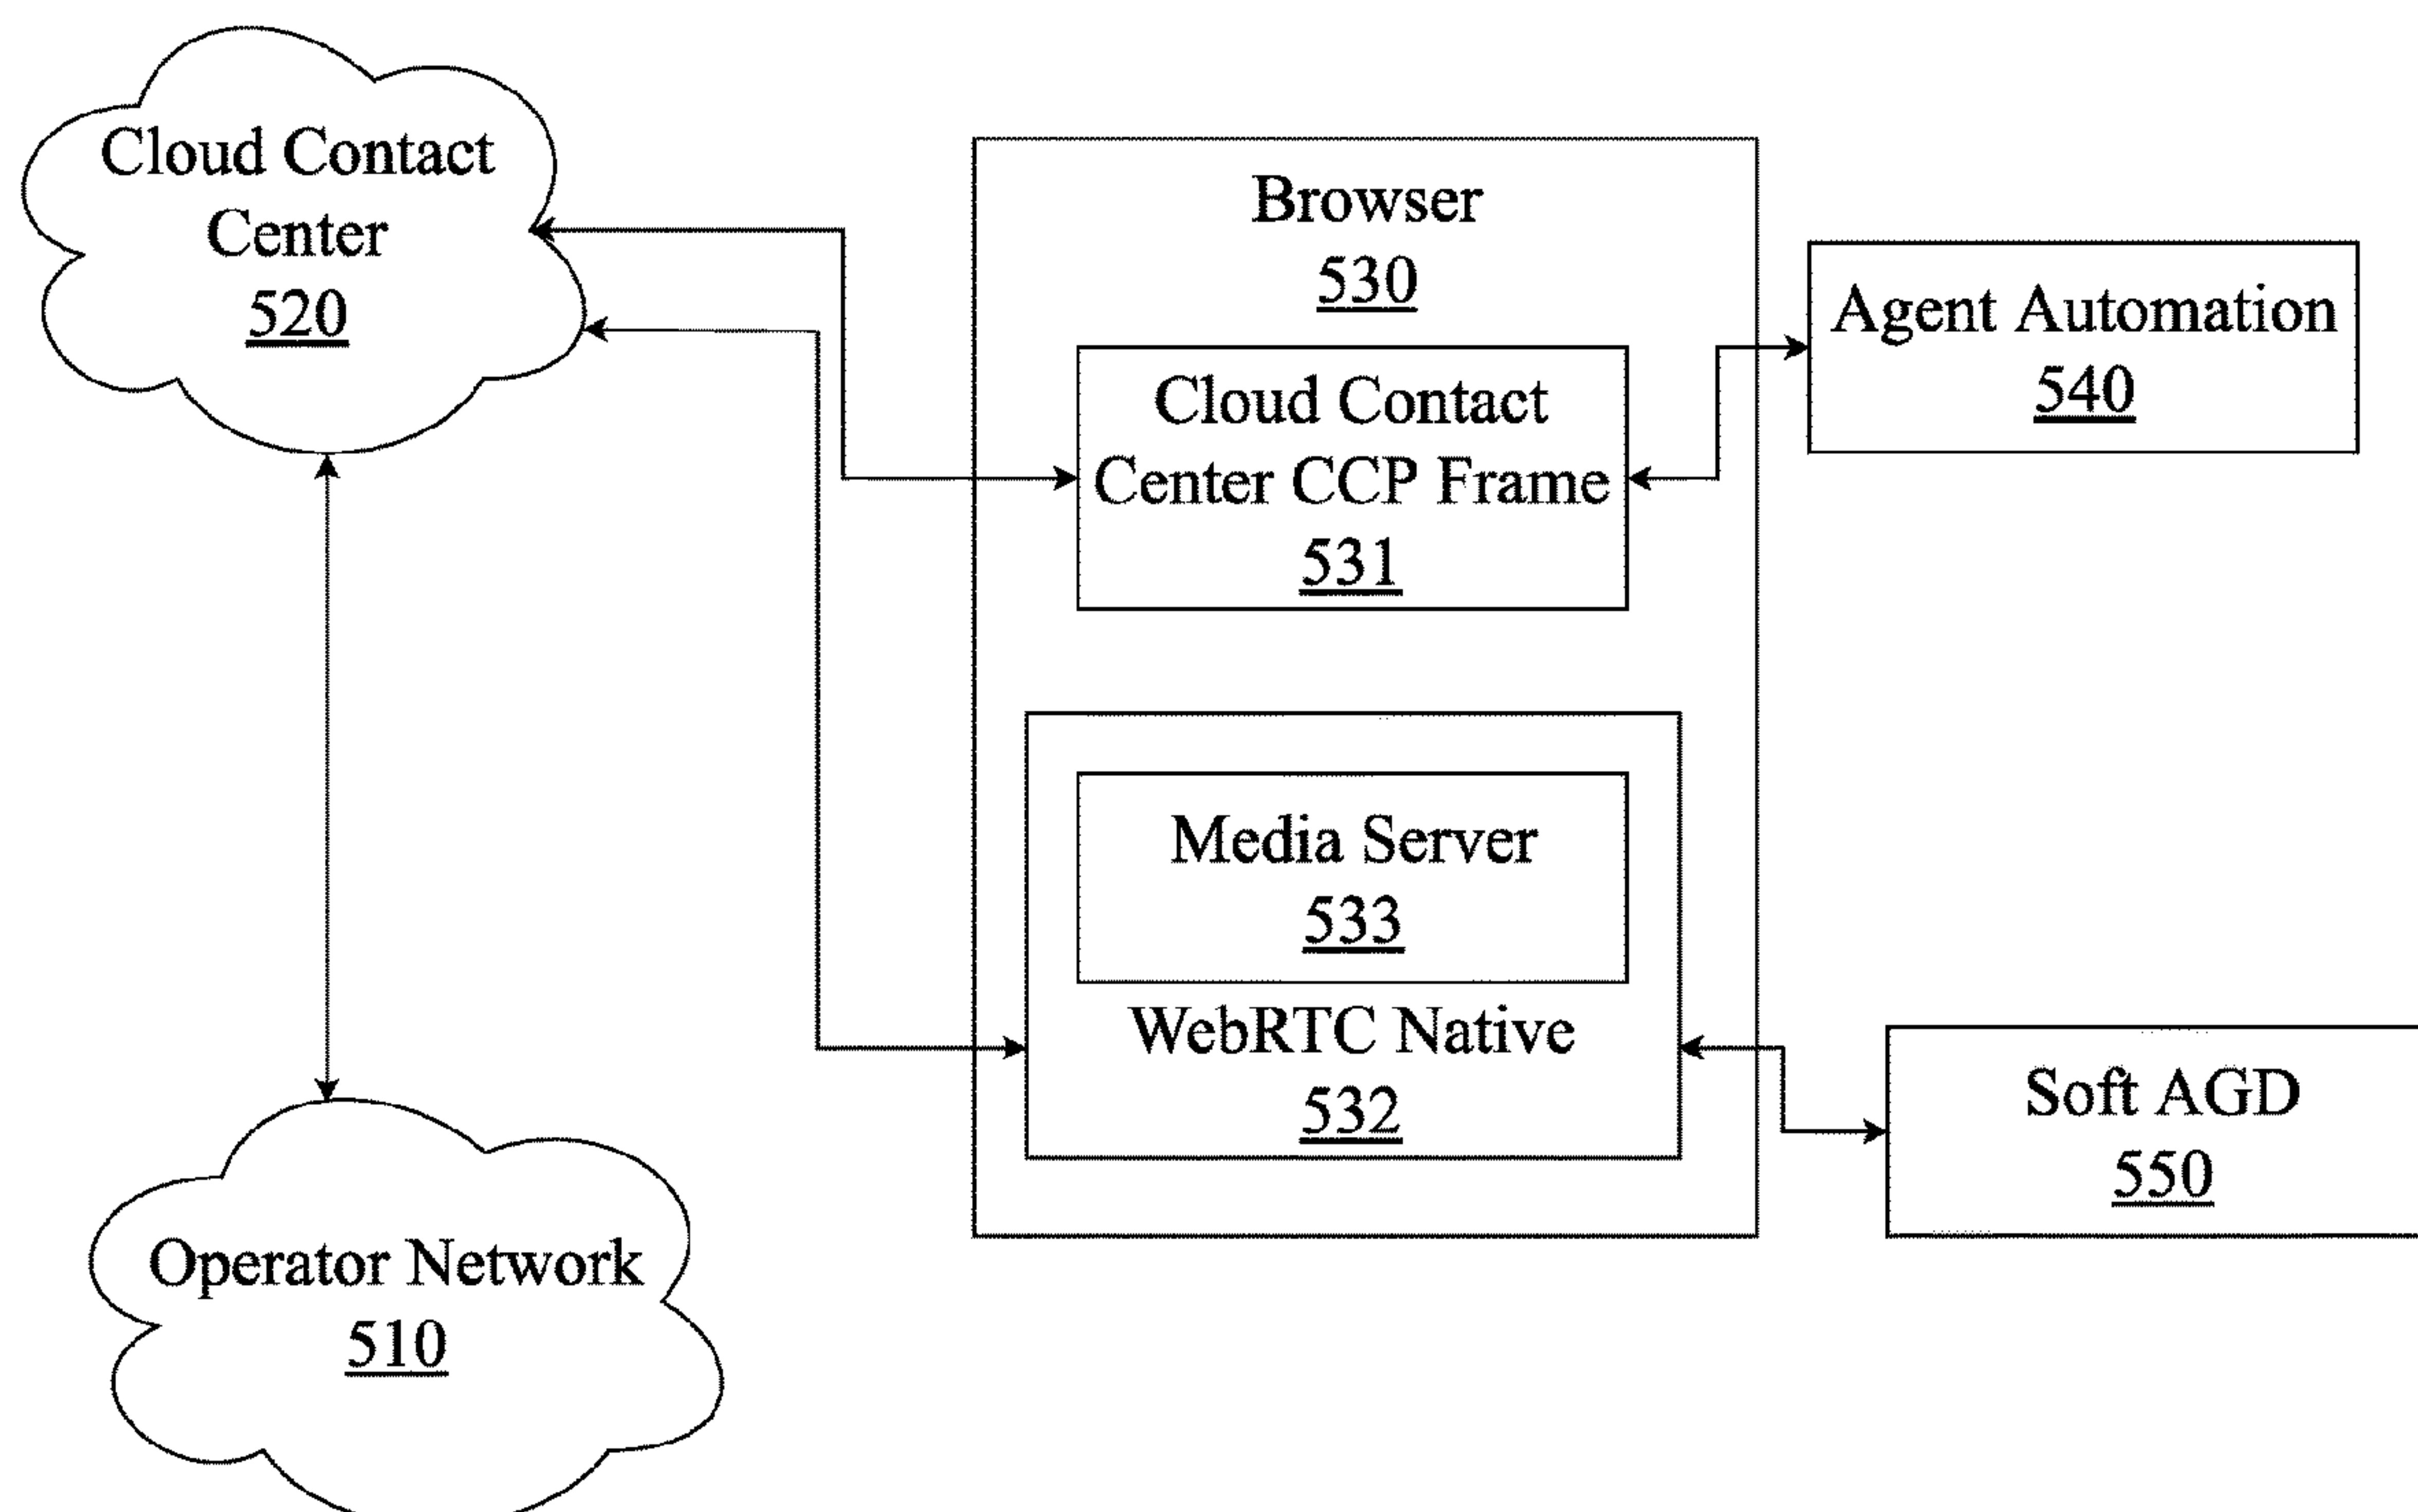 Cloud Contact
Center
520
Browser
530
Cloud Contact
Center CCP Frame
531
Agent Automation
540
Media Server
533
WebRTC Native
532
Soft AGD
550
Operator Network
510